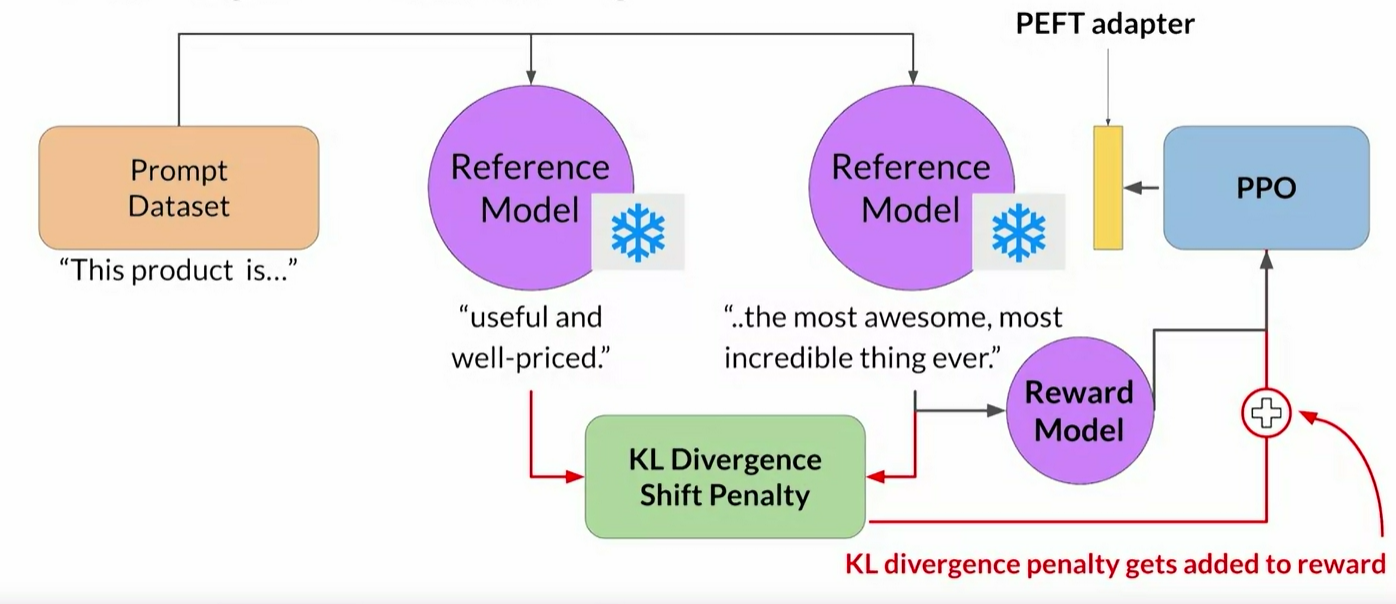 PEFT adapter
Prompt
Dataset
“This product is...”
Reference
Model
“useful and
well-priced.”
Reference
Model
“..the most awesome, most
incredible thing ever.”
PPO
Reward
Model
KL Divergence
Shift Penalty
KL divergence penalty gets added to reward